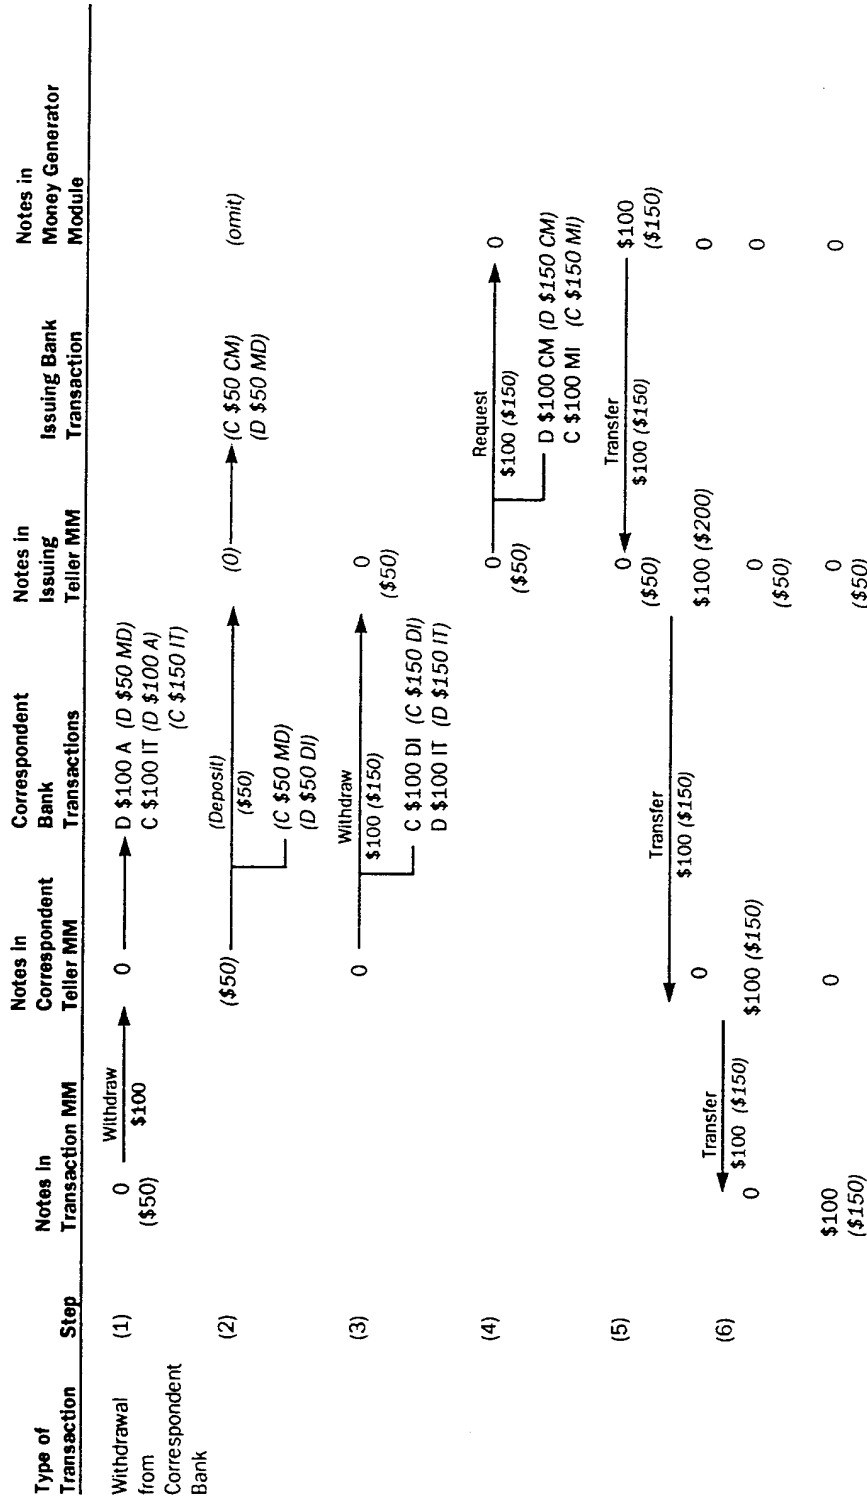 Type of Transaction
Step
Notes in Transaction MM
Notes in Correspondent Teller MM
Correspondent Bank Transactions
Notes in Issuing Teller MM
Issuing Bank Transaction
Notes in Money Generator Module
Withdrawal
from
Correspondent
Bank
(1)
0
($50)
Withdraw
$100
0
D $100 A (D $50 MD)
C $100 IT (D $100 A)
(C $150 IT)
(2)
($50)
(Deposit)
($50)
(C $50 MD)
(D $50 DI)
(0)
(C $50 CM)
(D $50 MD)
(omit)
(3)
0
Withdraw
$100 ($150)
C $100 DI (C $150 DI)
D $100 IT (D $150 IT)
0
($50)
(4)
0
($50)
Request
$100 ($150)
D $100 CM (D $150 CM)
C $100 MI (C $150 MI)
0
(5)
0
($50)
Transfer
$100 ($150)
$100
($150)
Transfer
$100 ($150)
0
$100 ($200)
0
(6)
Transfer
$100 ($150)
0
$100 ($150)
0
($50)
0
$100
($150)
0
0
($50)
0